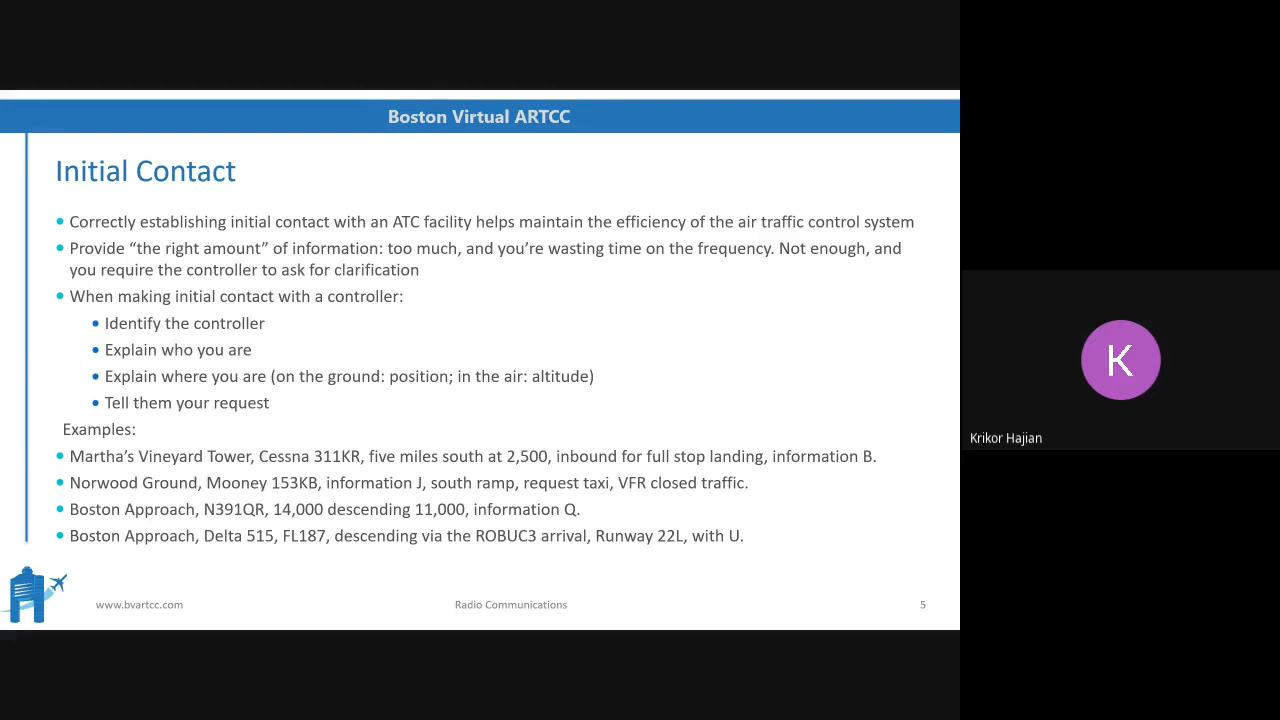 Boston Virtual ARTCC
Initial Contact
• Correctly establishing initial contact with an ATC facility helps maintain the efficiency of the air traffic control system
• Provide “the right amount” of information: too much, and you’re wasting time on the frequency. Not enough, and
you require the controller to ask for clarification
• When making initial contact with a controller:
• Identify the controller
• Explain who you are
• Explain where you are (on the ground: position; in the air: altitude)
• Tell them your request
Examples:
• Martha’s Vineyard Tower, Cessna 311KR, five miles south at 2,500, inbound for full stop landing, information B.
• Norwood Ground, Mooney 153KB, information J, south ramp, request taxi, VFR closed traffic.
• Boston Approach, N391QR, 14,000 descending 11,000, information Q.
• Boston Approach, Delta 515, FL187, descending via the ROBUC3 arrival, Runway 22L, with U.
www.bvartcc.com
Radio Communications
5
K
Krikor Hajian